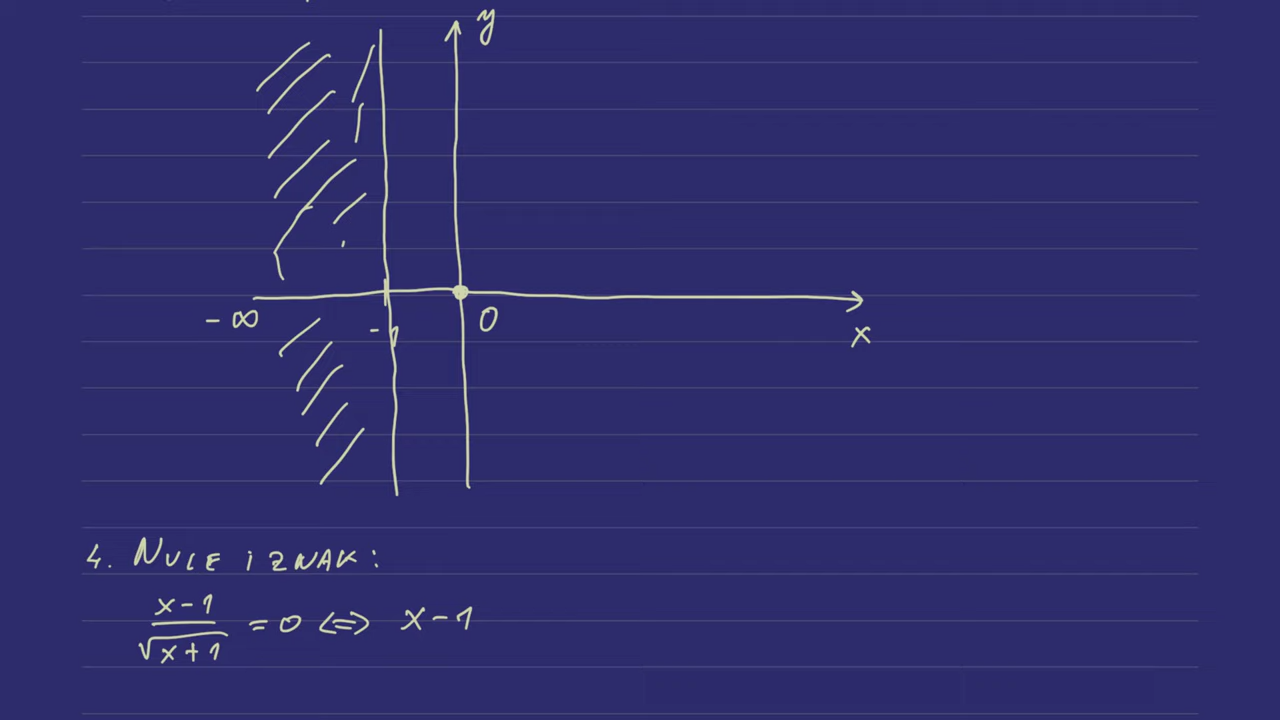 y
-∞ -1 0
x
4. NULE I ZNAK:
(x-1)/√(x+1) = 0 ⇔ x-1